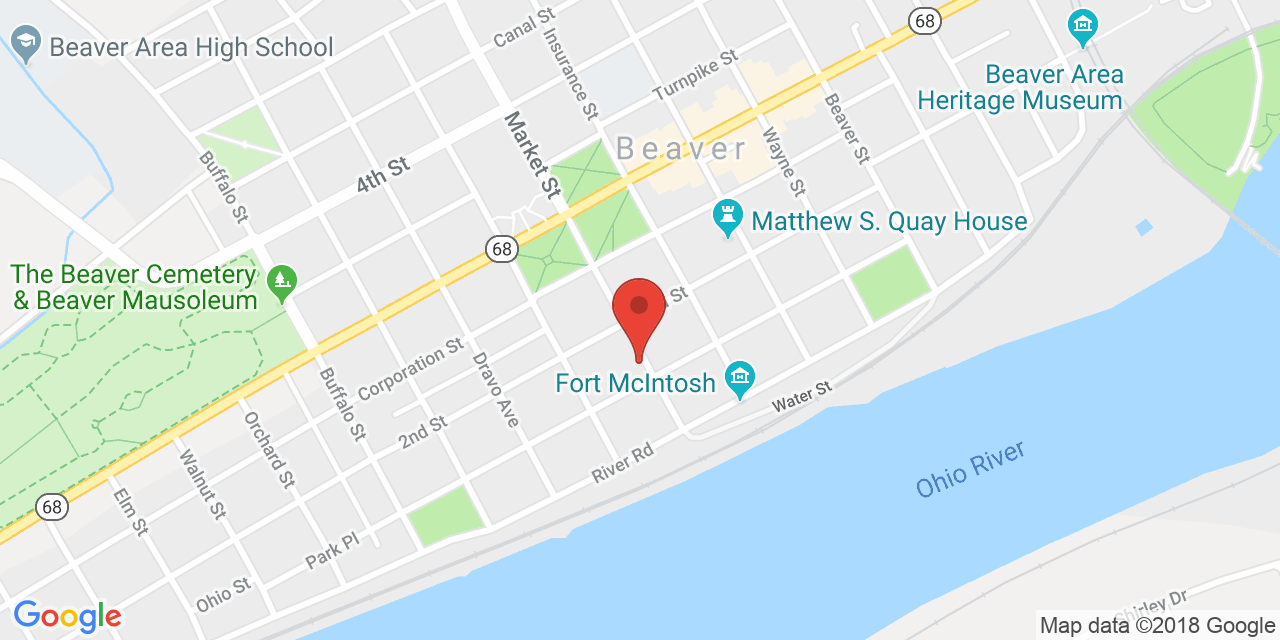 Canal St
68
Beaver Area High School
Insurance St
Turnpike St
Beaver Area
Heritage Museum
Market St
Beaver St
Wayne St
Beaver
Buffalo St
4th St
Matthew S. Quay House
68
The Beaver Cemetery
& Beaver Mausoleum
St
Corporation St
Dravo Ave
Fort McIntosh
Water St
Buffalo St
Orchard St
2nd St
River Rd
Ohio River
Walnut St
Elm St
68
Park Pl
Ohio St
Shirley Dr
Google
Map data ©2018 Google